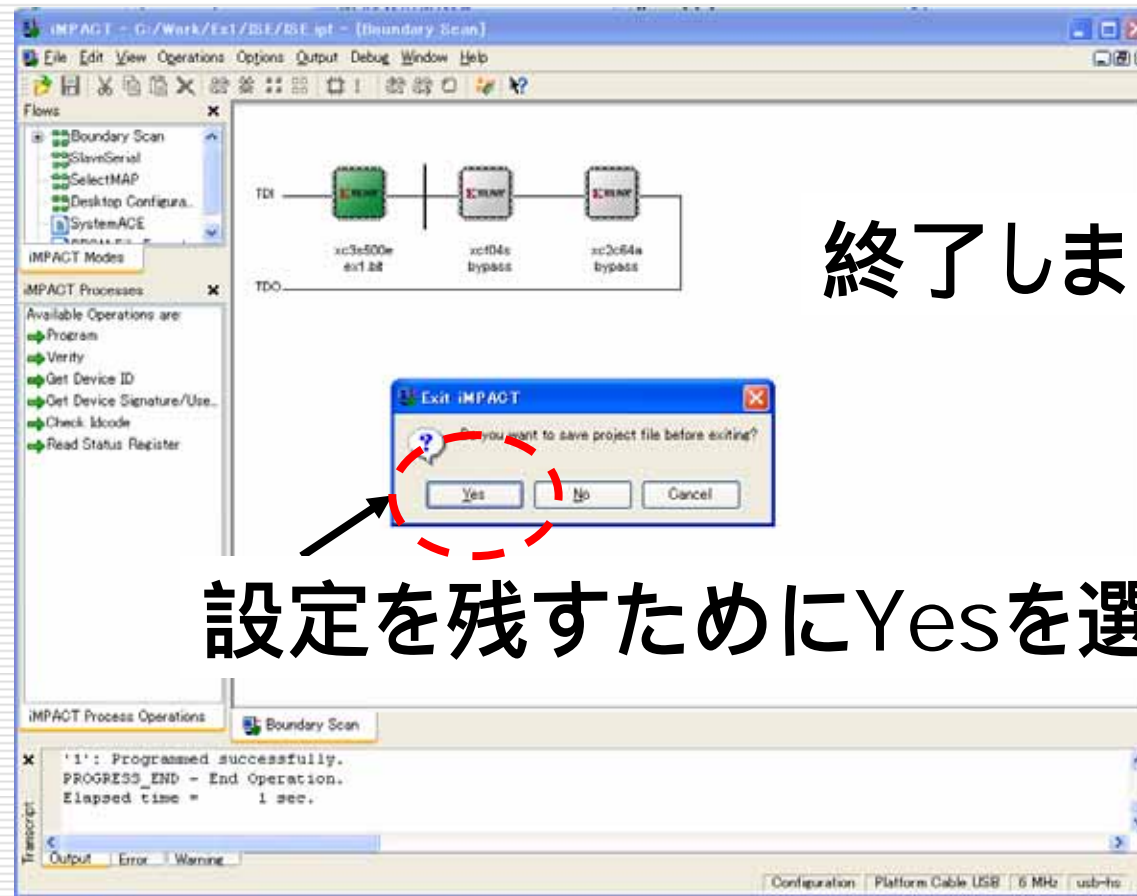 iMPACT - G:/Work/Ex1/ISE/ISE.ipf - [Boundary Scan]
File Edit View Operations Options Output Debug Window Help
Flows
Boundary Scan
SlaveSerial
SelectMAP
Desktop Configura..
SystemACE
iMPACT Modes
iMPACT Processes
Available Operations are:
Program
Verify
Get Device ID
Get Device Signature/Use..
Check Idcode
Read Status Register
iMPACT Process Operations
TDI
XILINX
XILINX
XILINX
xc3s500e
ex1.bit
xcf04s
bypass
xc2c64a
bypass
TDO
終了しま
Exit iMPACT
Do you want to save project file before exiting?
Yes
No
Cancel
設定を残すためにYesを選
Boundary Scan
'1': Programmed successfully.
PROGRESS_END - End Operation.
Elapsed time = 1 sec.
Transcript
Output Error Warning
Configuration Platform Cable USB 6 MHz usb-hs